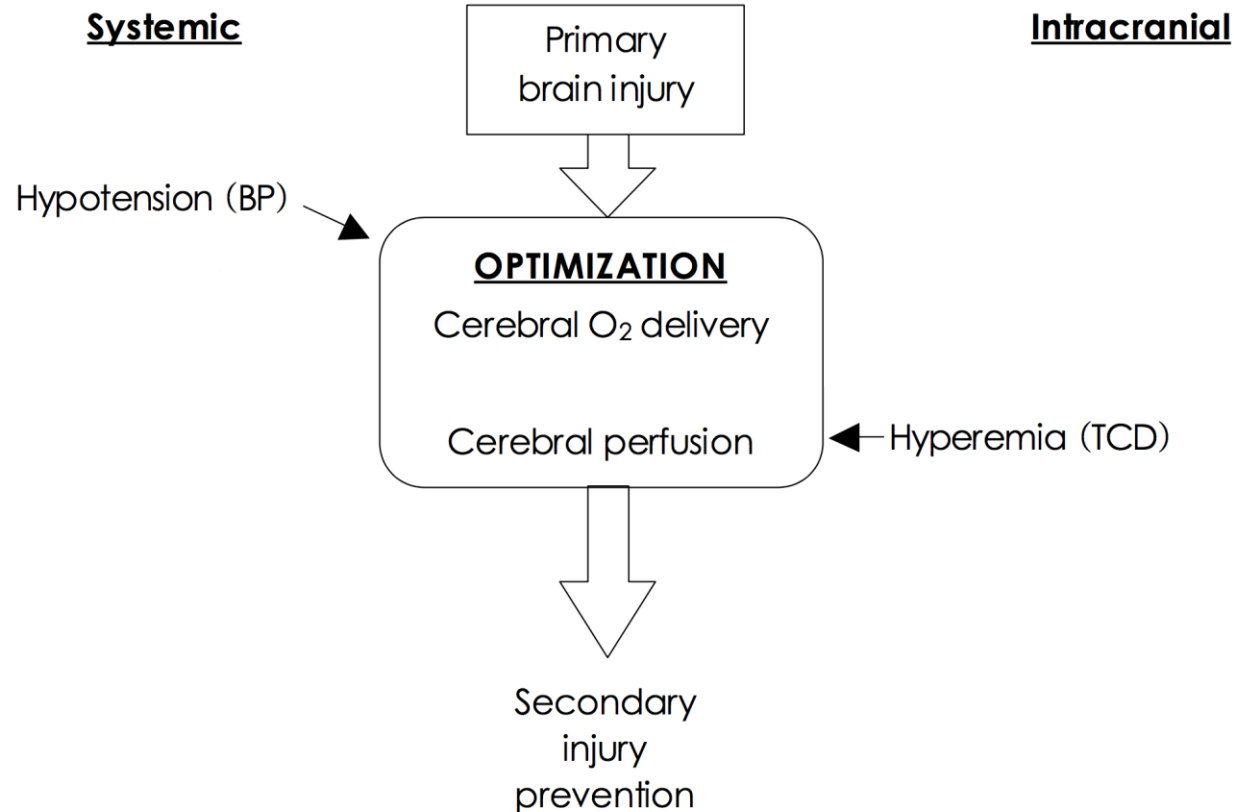 Systemic
Intracranial
Primary
brain injury
Hypotension (BP)
OPTIMIZATION
Cerebral O₂ delivery
Cerebral perfusion
Hyperemia (TCD)
Secondary
injury
prevention